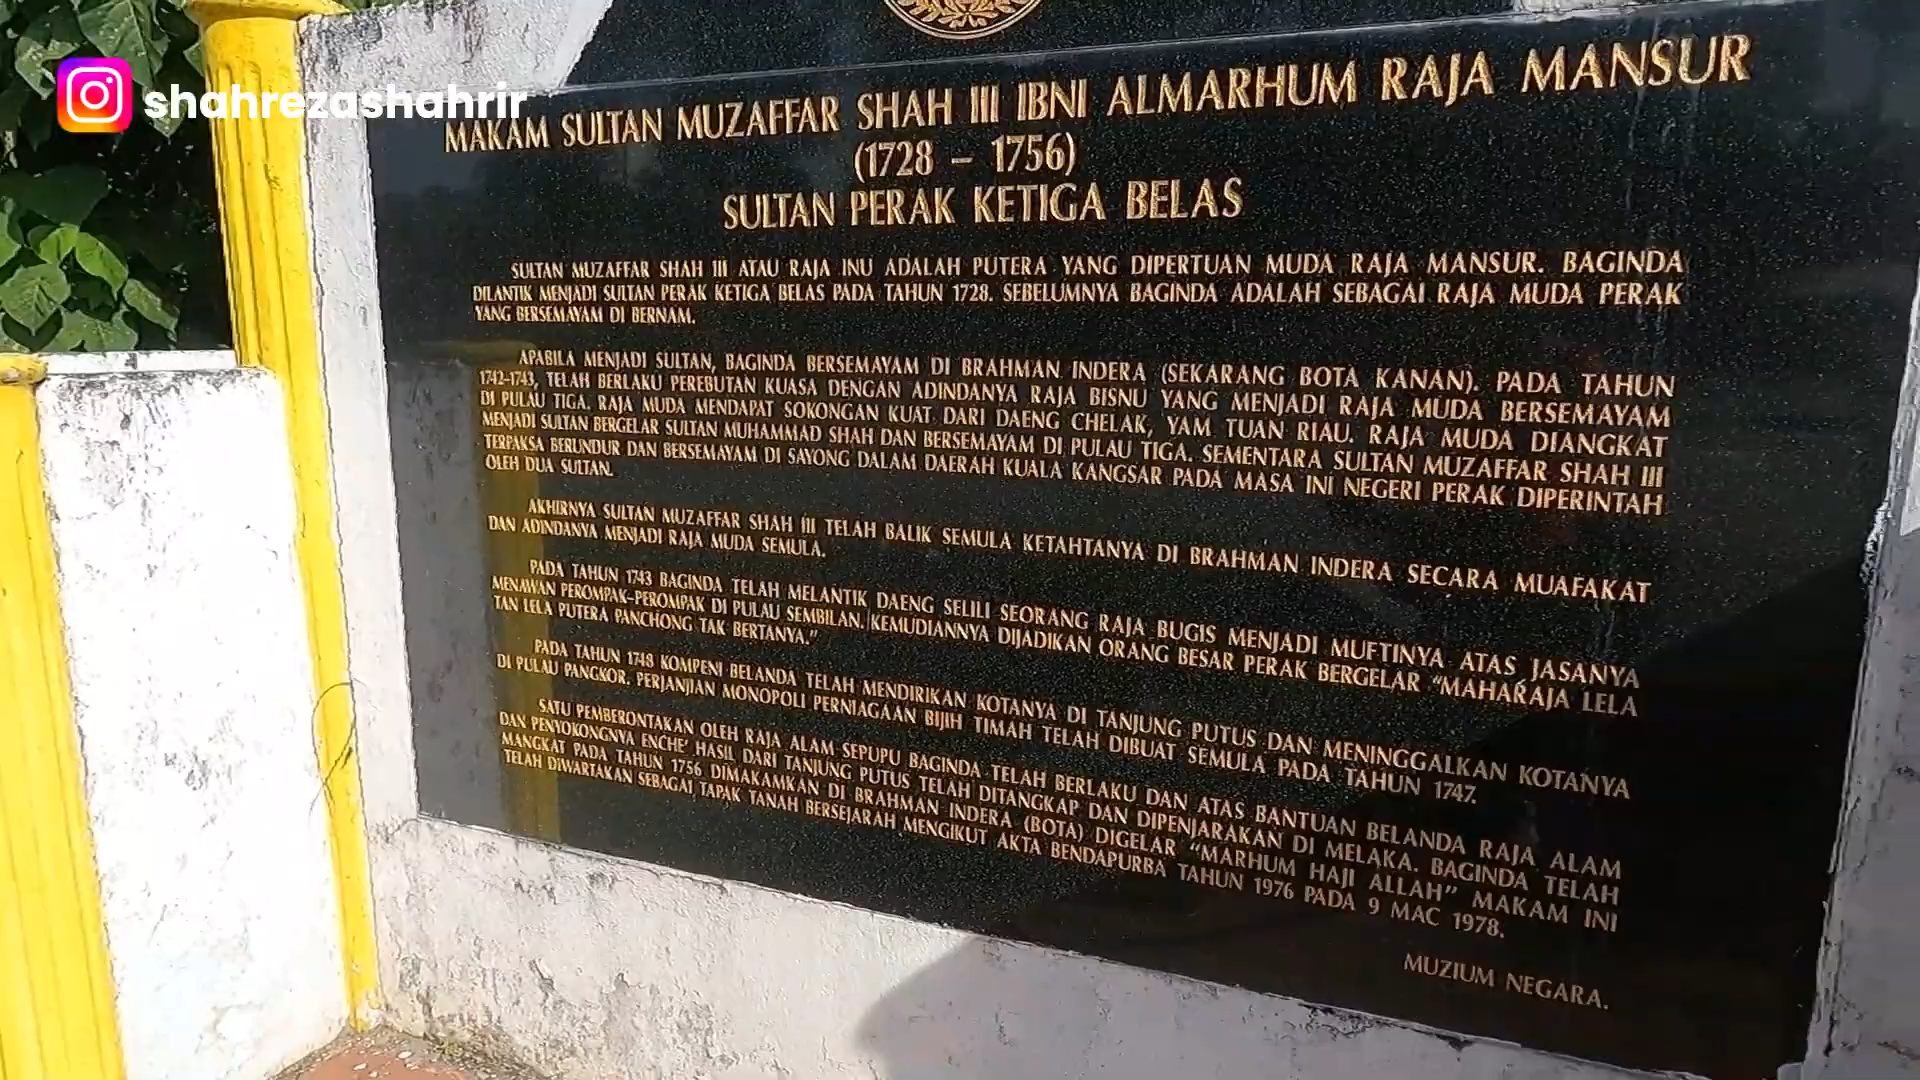 shahrezashahrir
MAKAM SULTAN MUZAFFAR SHAH III IBNI ALMARHUM RAJA MANSUR
(1728 – 1756)
SULTAN PERAK KETIGA BELAS
SULTAN MUZAFFAR SHAH III ATAU RAJA INU ADALAH PUTERA YANG DIPERTUAN MUDA RAJA MANSUR. BAGINDA
DILANTIK MENJADI SULTAN PERAK KETIGA BELAS PADA TAHUN 1728. SEBELUMNYA BAGINDA ADALAH SEBAGAI RAJA MUDA PERAK
YANG BERSEMAYAM DI BERNAM.
APABILA MENJADI SULTAN, BAGINDA BERSEMAYAM DI BRAHMAN INDERA (SEKARANG BOTA KANAN). PADA TAHUN
1742-1743, TELAH BERLAKU PEREBUTAN KUASA DENGAN ADINDANYA RAJA BISNU YANG MENJADI RAJA MUDA BERSEMAYAM
DI PULAU TIGA. RAJA MUDA MENDAPAT SOKONGAN KUAT DARI DAENG CHELAK, YAM TUAN RIAU. RAJA MUDA DIANGKAT
MENJADI SULTAN BERGELAR SULTAN MUHAMMAD SHAH DAN BERSEMAYAM DI PULAU TIGA. SEMENTARA SULTAN MUZAFFAR SHAH III
TERPAKSA BERUNDUR DAN BERSEMAYAM DI SAYONG DALAM DAERAH KUALA KANGSAR PADA MASA INI NEGERI PERAK DIPERINTAH
OLEH DUA SULTAN.
AKHIRNYA SULTAN MUZAFFAR SHAH III TELAH BALIK SEMULA KETAHTANYA DI BRAHMAN INDERA SECARA MUAFAKAT
DAN ADINDANYA MENJADI RAJA MUDA SEMULA.
PADA TAHUN 1743 BAGINDA TELAH MELANTIK DAENG SELILI SEORANG RAJA BUGIS MENJADI MUFTINYA ATAS JASANYA
MENAWAN PEROMPAK-PEROMPAK DI PULAU SEMBILAN. KEMUDIANNYA DIJADIKAN ORANG BESAR PERAK BERGELAR "MAHARAJA LELA
TAN LELA PUTERA PANCHONG TAK BERTANYA."
PADA TAHUN 1748 KOMPENI BELANDA TELAH MENDIRIKAN KOTANYA DI TANJUNG PUTUS DAN MENINGGALKAN KOTANYA
DI PULAU PANGKOR. PERJANJIAN MONOPOLI PERNIAGAAN BIJIH TIMAH TELAH DIBUAT SEMULA PADA TAHUN 1747.
SATU PEMBERONTAKAN OLEH RAJA ALAM SEPUPU BAGINDA TELAH BERLAKU DAN ATAS BANTUAN BELANDA RAJA ALAM
DAN PENYOKONGNYA ENCHE' HASIL DARI TANJUNG PUTUS TELAH DITANGKAP DAN DIPENJARAKAN DI MELAKA. BAGINDA TELAH
MANGKAT PADA TAHUN 1756 DIMAKAMKAN DI BRAHMAN INDERA (BOTA) DIGELAR "MARHUM HAJI ALLAH" MAKAM INI
TELAH DIWARTAKAN SEBAGAI TAPAK TANAH BERSEJARAH MENGIKUT AKTA BENDAPURBA TAHUN 1976 PADA 9 MAC 1978.
MUZIUM NEGARA.